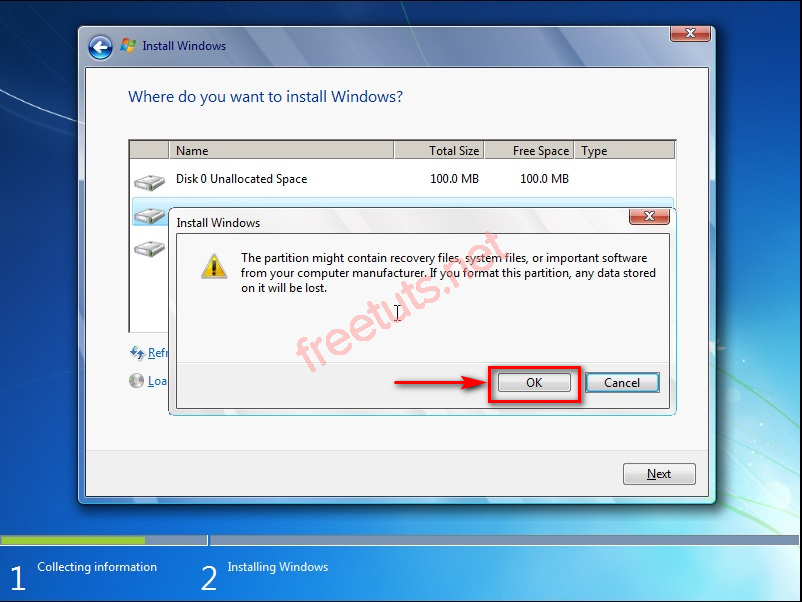 Install Windows
Where do you want to install Windows?
Name Total Size Free Space Type
Disk 0 Unallocated Space 100.0 MB 100.0 MB
Install Windows
The partition might contain recovery files, system files, or important software
from your computer manufacturer. If you format this partition, any data stored
on it will be lost.
freetuts.net
OK Cancel
Refr
Loa
Next
1 Collecting information 2 Installing Windows